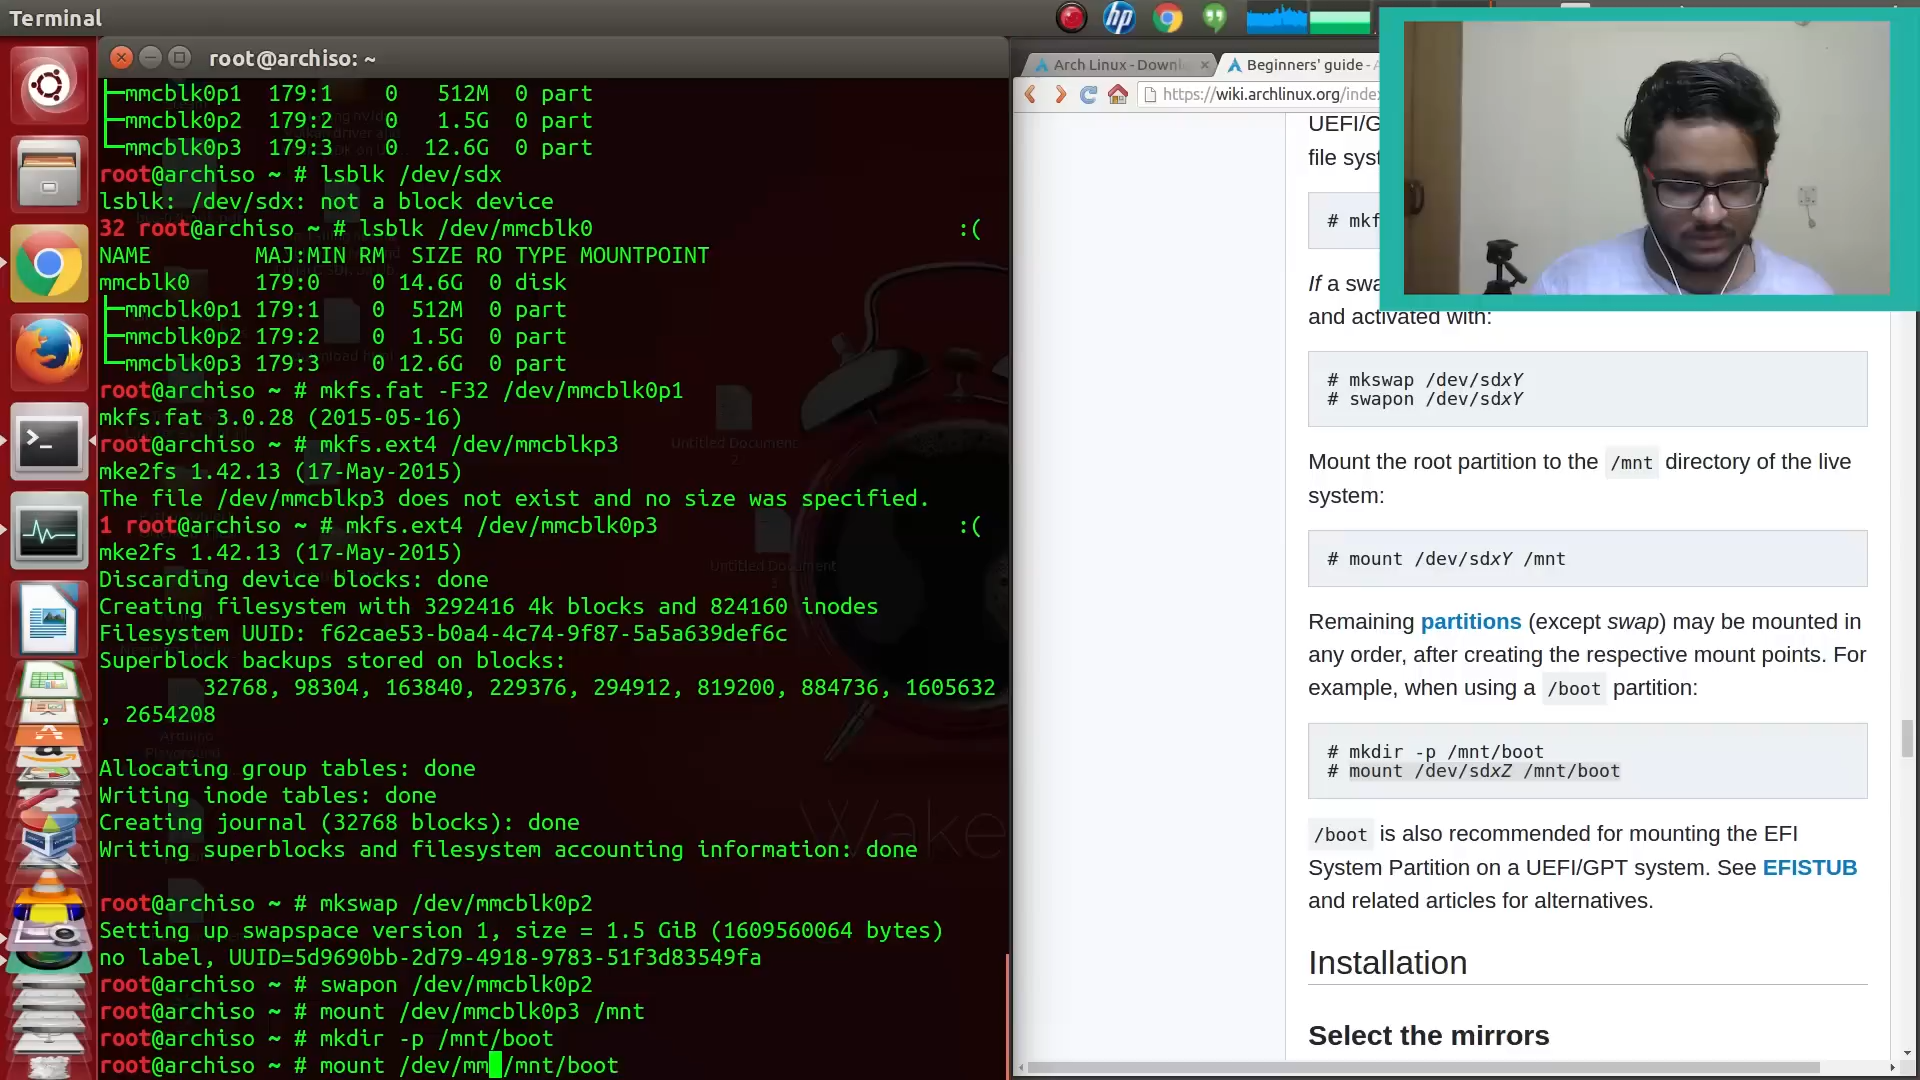 Terminal
root@archiso: ~
├─mmcblk0p1  179:1    0   512M  0 part
├─mmcblk0p2  179:2    0   1.5G  0 part
└─mmcblk0p3  179:3    0  12.6G  0 part
root@archiso ~ # lsblk /dev/sdx
lsblk: /dev/sdx: not a block device
32 root@archiso ~ # lsblk /dev/mmcblk0 :(
NAME        MAJ:MIN RM  SIZE RO TYPE MOUNTPOINT
mmcblk0     179:0    0 14.6G  0 disk
├─mmcblk0p1 179:1    0  512M  0 part
├─mmcblk0p2 179:2    0  1.5G  0 part
└─mmcblk0p3 179:3    0 12.6G  0 part
root@archiso ~ # mkfs.fat -F32 /dev/mmcblk0p1
mkfs.fat 3.0.28 (2015-05-16)
root@archiso ~ # mkfs.ext4 /dev/mmcblkp3
mke2fs 1.42.13 (17-May-2015)
The file /dev/mmcblkp3 does not exist and no size was specified.
1 root@archiso ~ # mkfs.ext4 /dev/mmcblk0p3 :(
mke2fs 1.42.13 (17-May-2015)
Discarding device blocks: done
Creating filesystem with 3292416 4k blocks and 824160 inodes
Filesystem UUID: f62cae53-b0a4-4c74-9f87-5a5a639def6c
Superblock backups stored on blocks:
32768, 98304, 163840, 229376, 294912, 819200, 884736, 1605632
, 2654208
Allocating group tables: done
Writing inode tables: done
Creating journal (32768 blocks): done
Writing superblocks and filesystem accounting information: done
root@archiso ~ # mkswap /dev/mmcblk0p2
Setting up swapspace version 1, size = 1.5 GiB (1609560064 bytes)
no label, UUID=5d9690bb-2d79-4918-9783-51f3d83549fa
root@archiso ~ # swapon /dev/mmcblk0p2
root@archiso ~ # mount /dev/mmcblk0p3 /mnt
root@archiso ~ # mkdir -p /mnt/boot
root@archiso ~ # mount /dev/mm /mnt/boot
Untitled Document
2
Untitled Document
Wake
Arch Linux - Downl
Beginners' guide -
https://wiki.archlinux.org/inde
UEFI/G
file sys
# mkf
If a swa
and activated with:
# mkswap /dev/sdxY
# swapon /dev/sdxY
Mount the root partition to the /mnt directory of the live
system:
# mount /dev/sdxY /mnt
Remaining partitions (except swap) may be mounted in
any order, after creating the respective mount points. For
example, when using a /boot partition:
# mkdir -p /mnt/boot
# mount /dev/sdxZ /mnt/boot
/boot is also recommended for mounting the EFI
System Partition on a UEFI/GPT system. See EFISTUB
and related articles for alternatives.
Installation
Select the mirrors